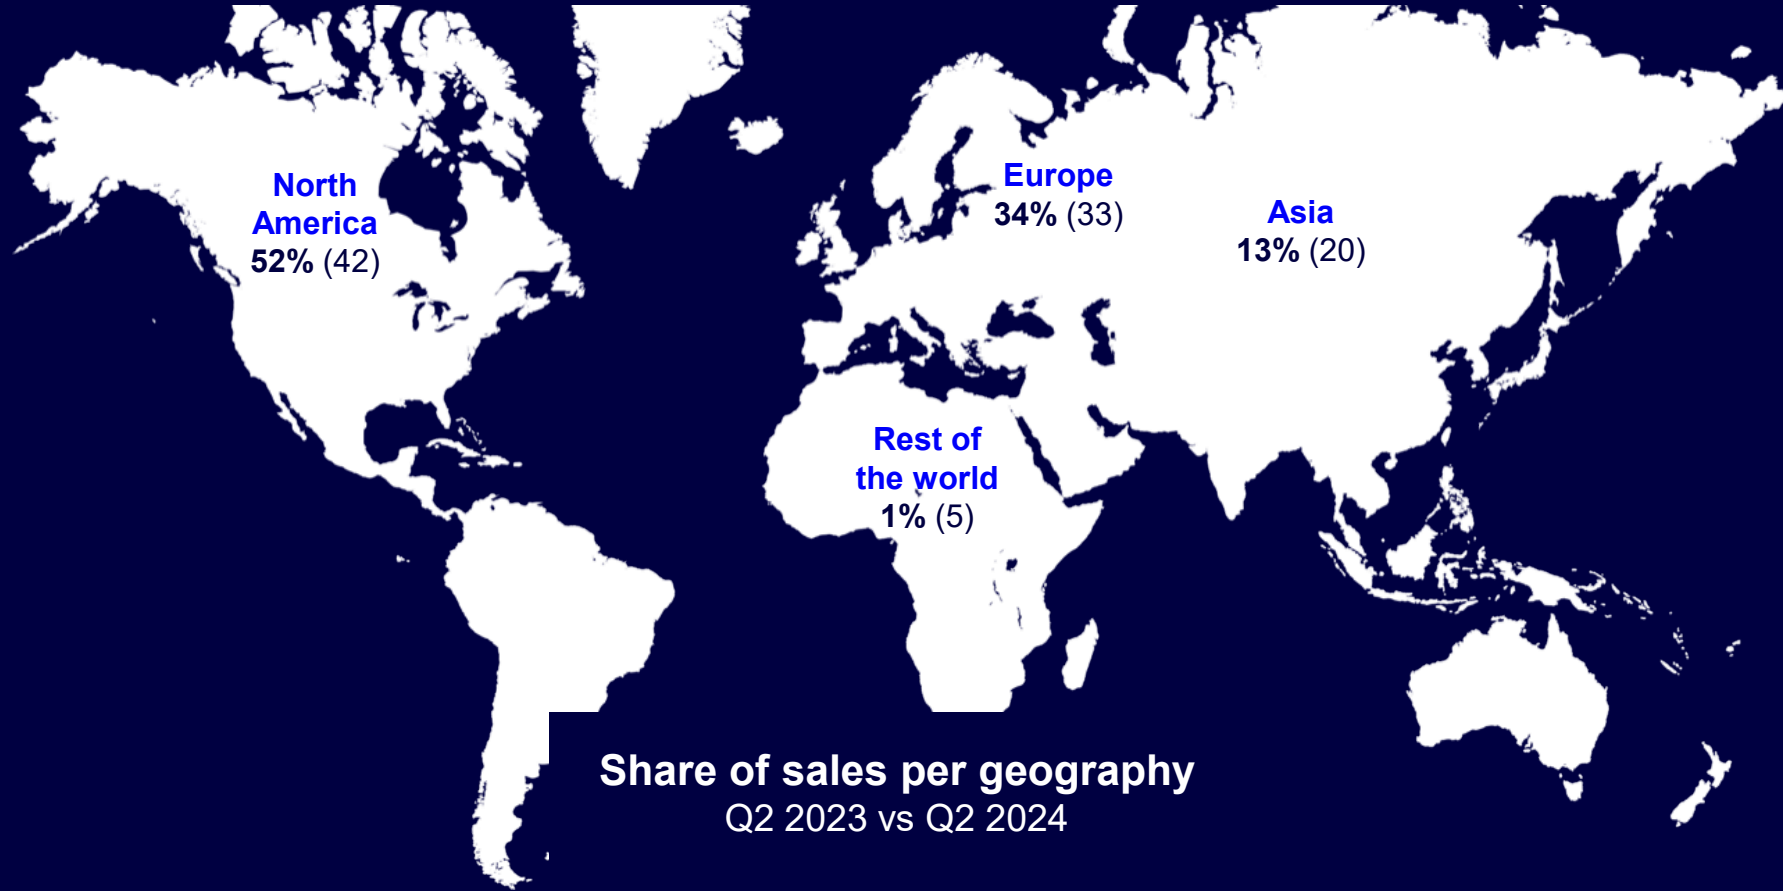 North
America
52% (42)
Europe
34% (33)
Asia
13% (20)
Rest of
the world
1% (5)
Share of sales per geography
Q2 2023 vs Q2 2024